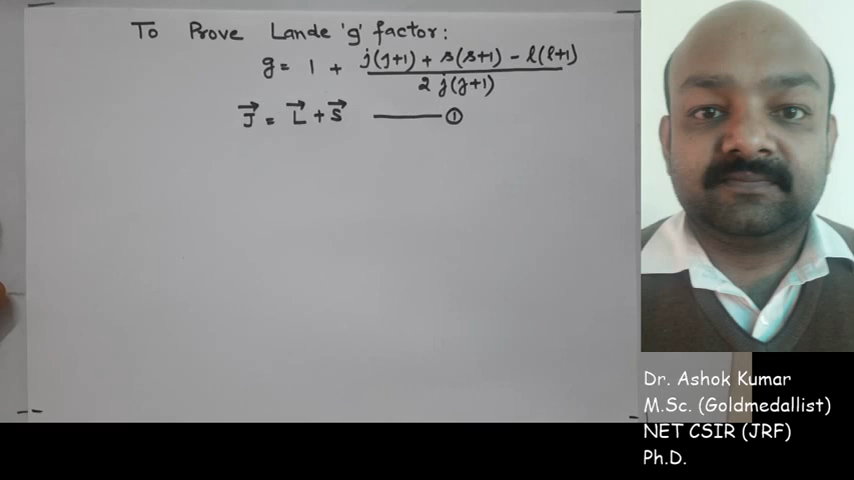 To Prove Lande 'g' factor:
g = 1 + j(j+1) + s(s+1) - l(l+1)
2 j(j+1)
J⃗ = L⃗ + S⃗ ——— ①
Dr. Ashok Kumar
M.Sc. (Goldmedallist)
NET CSIR (JRF)
Ph.D.